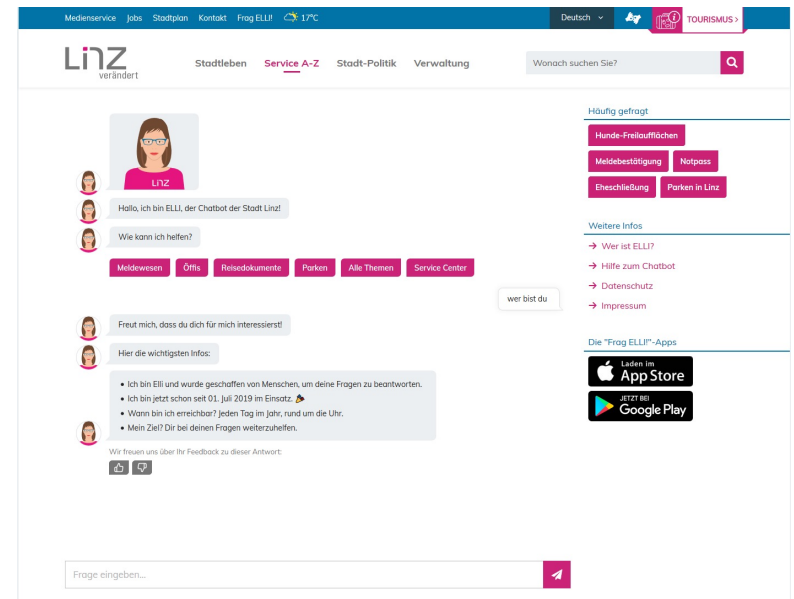 Medienservice Jobs Stadtplan Kontakt Frag ELLI! 17°C
Deutsch
TOURISMUS >
Linz
verändert
Stadtleben Service A-Z Stadt-Politik Verwaltung
Wonach suchen Sie?
LINZ
Hallo, ich bin ELLI, der Chatbot der Stadt Linz!
Wie kann ich helfen?
Meldewesen Öffis Reisedokumente Parken Alle Themen Service Center
wer bist du
Freut mich, dass du dich für mich interessierst!
Hier die wichtigsten Infos:
• Ich bin Elli und wurde geschaffen von Menschen, um deine Fragen zu beantworten.
• Ich bin jetzt schon seit 01. Juli 2019 im Einsatz. 🎉
• Wann bin ich erreichbar? Jeden Tag im Jahr, rund um die Uhr.
• Mein Ziel? Dir bei deinen Fragen weiterzuhelfen.
Wir freuen uns über Ihr Feedback zu dieser Antwort:
Frage eingeben...
Häufig gefragt
Hunde-Freilaufflächen
Meldebestätigung Notpass
Eheschließung Parken in Linz
Weitere Infos
→ Wer ist ELLI?
→ Hilfe zum Chatbot
→ Datenschutz
→ Impressum
Die "Frag ELLI!"-Apps
Laden im
App Store
JETZT BEI
Google Play